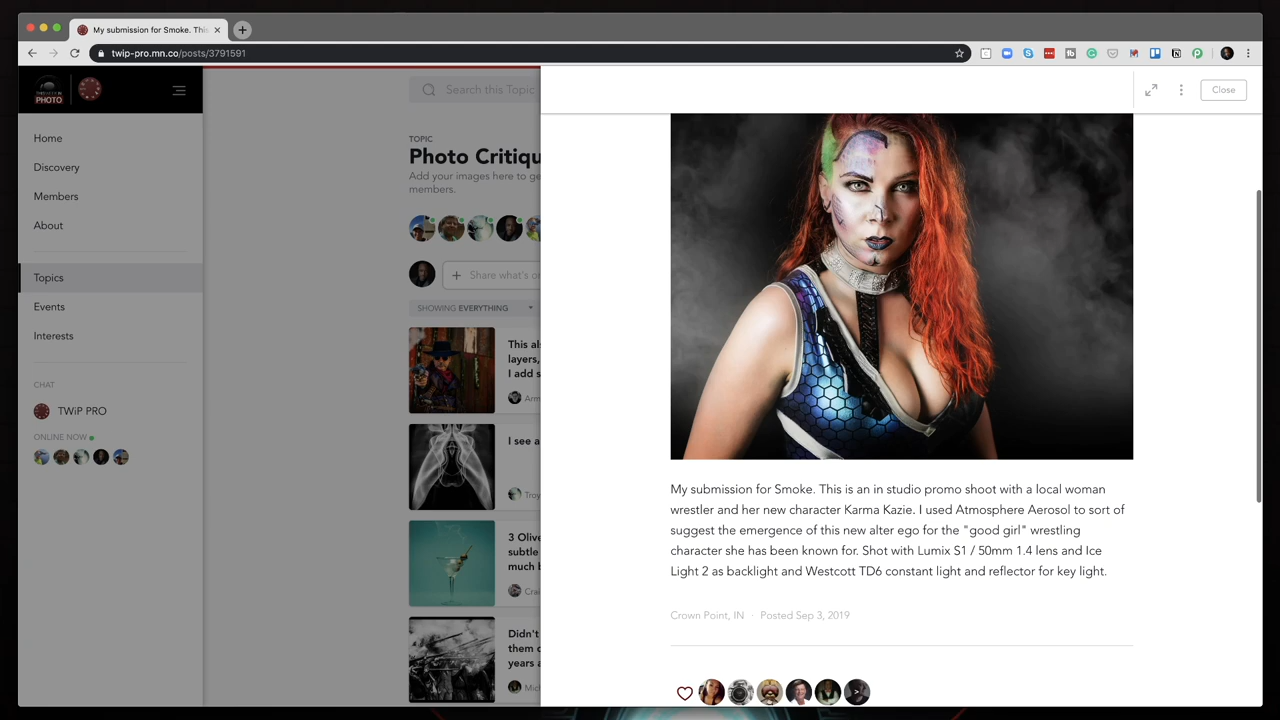 My submission for Smoke. This
twip-pro.mn.co/posts/3791591
PHOTO
Search this Topic
Close
Home
Discovery
Members
About
Topics
Events
Interests
CHAT
TWiP PRO
ONLINE NOW
TOPIC
Photo Critiqu
Add your images here to ge
members.
Share what's on
SHOWING EVERYTHING
This al
layers,
I add s
Arm
I see a
Troy
3 Olive
subtle
much b
Crai
Didn't
them o
years a
Mich
My submission for Smoke. This is an in studio promo shoot with a local woman
wrestler and her new character Karma Kazie. I used Atmosphere Aerosol to sort of
suggest the emergence of this new alter ego for the "good girl" wrestling
character she has been known for. Shot with Lumix S1 / 50mm 1.4 lens and Ice
Light 2 as backlight and Westcott TD6 constant light and reflector for key light.
Crown Point, IN · Posted Sep 3, 2019